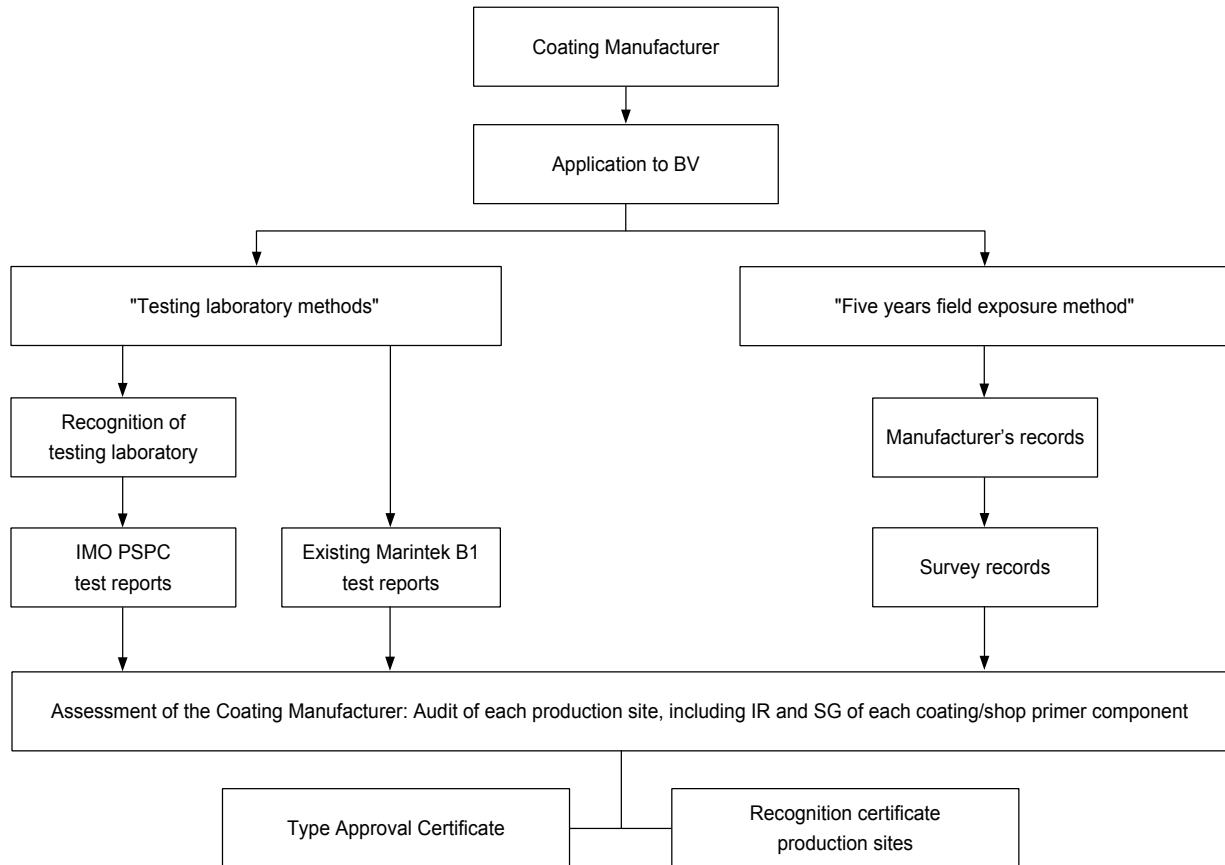 Coating Manufacturer
Application to BV
"Testing laboratory methods"
"Five years field exposure method"
Recognition of
testing laboratory
Manufacturer’s records
IMO PSPC
test reports
Existing Marintek B1
test reports
Survey records
Assessment of the Coating Manufacturer: Audit of each production site, including IR and SG of each coating/shop primer component
Type Approval Certificate
Recognition certificate
production sites